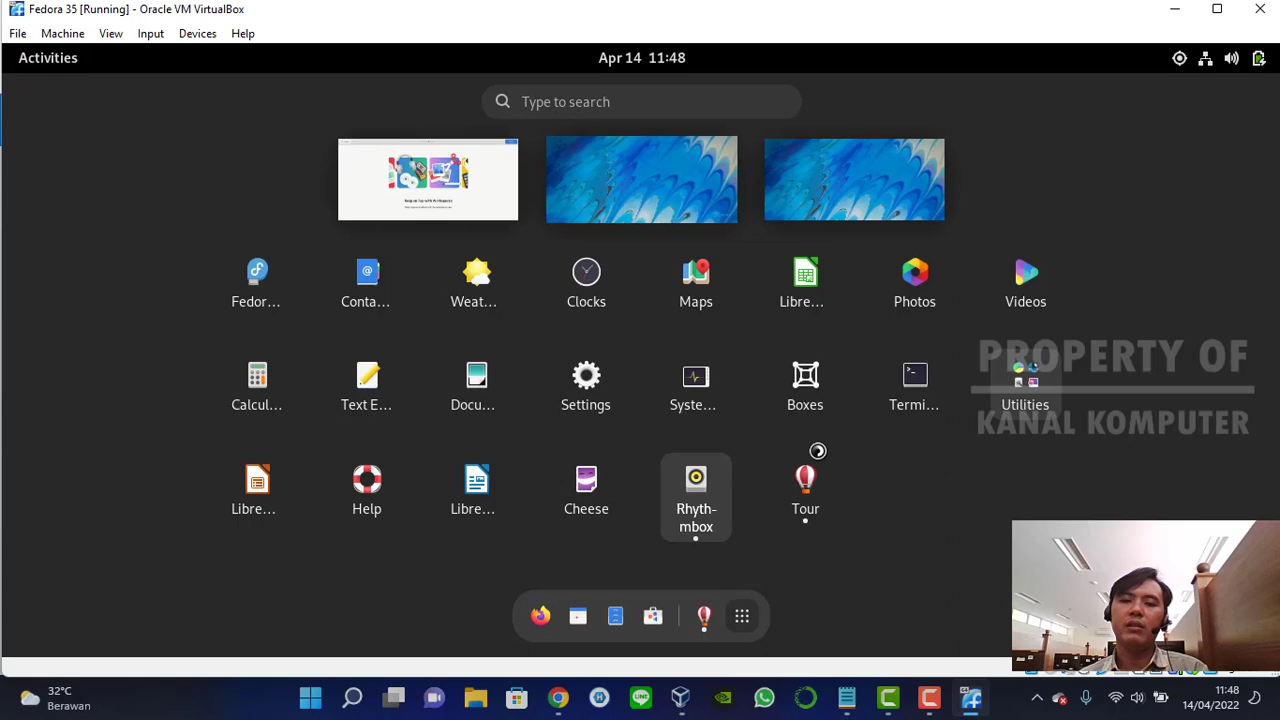 Fedora 35 [Running] - Oracle VM VirtualBox
File Machine View Input Devices Help
Activities
Apr 14 11:48
Type to search
Fedor...
Conta...
Weat...
Clocks
Maps
Libre...
Photos
Videos
Calcul...
Text E...
Docu...
Settings
Syste...
Boxes
Termi...
Utilities
PROPERTY OF
KANAL KOMPUTER
Libre...
Help
Libre...
Cheese
Rhyth-
mbox
Tour
32°C
Berawan
11:48
14/04/2022